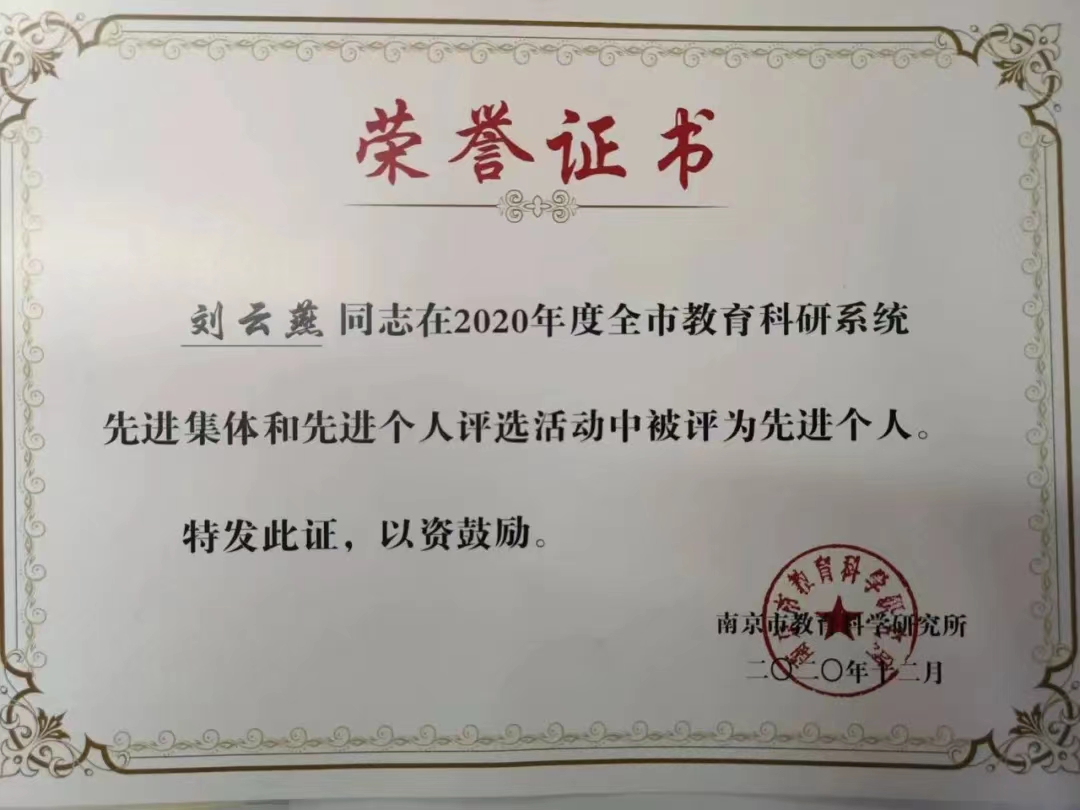 荣誉证书
刘云燕 同志在2020年度全市教育科研系统
先进集体和先进个人评选活动中被评为先进个人。
特发此证，以资鼓励。
南京市教育科学研究所
二〇二〇年十二月